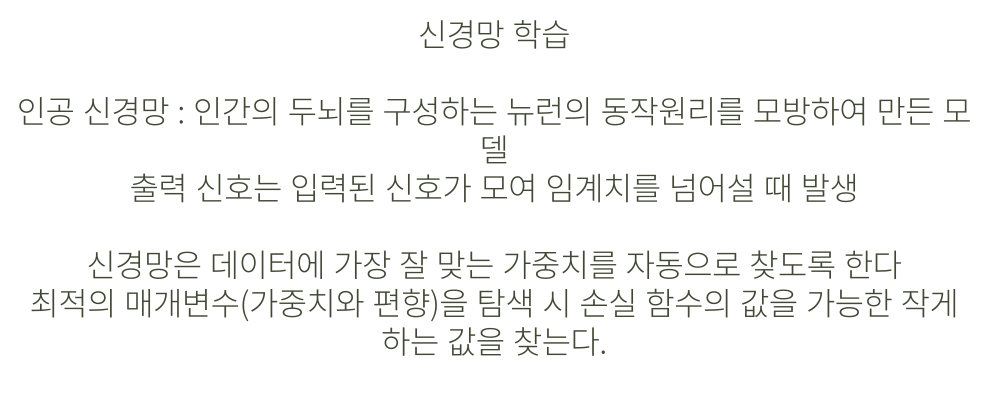 신경망 학습
인공 신경망 : 인간의 두뇌를 구성하는 뉴런의 동작원리를 모방하여 만든 모
델
출력 신호는 입력된 신호가 모여 임계치를 넘어설 때 발생
신경망은 데이터에 가장 잘 맞는 가중치를 자동으로 찾도록 한다
최적의 매개변수(가중치와 편향)을 탐색 시 손실 함수의 값을 가능한 작게
하는 값을 찾는다.